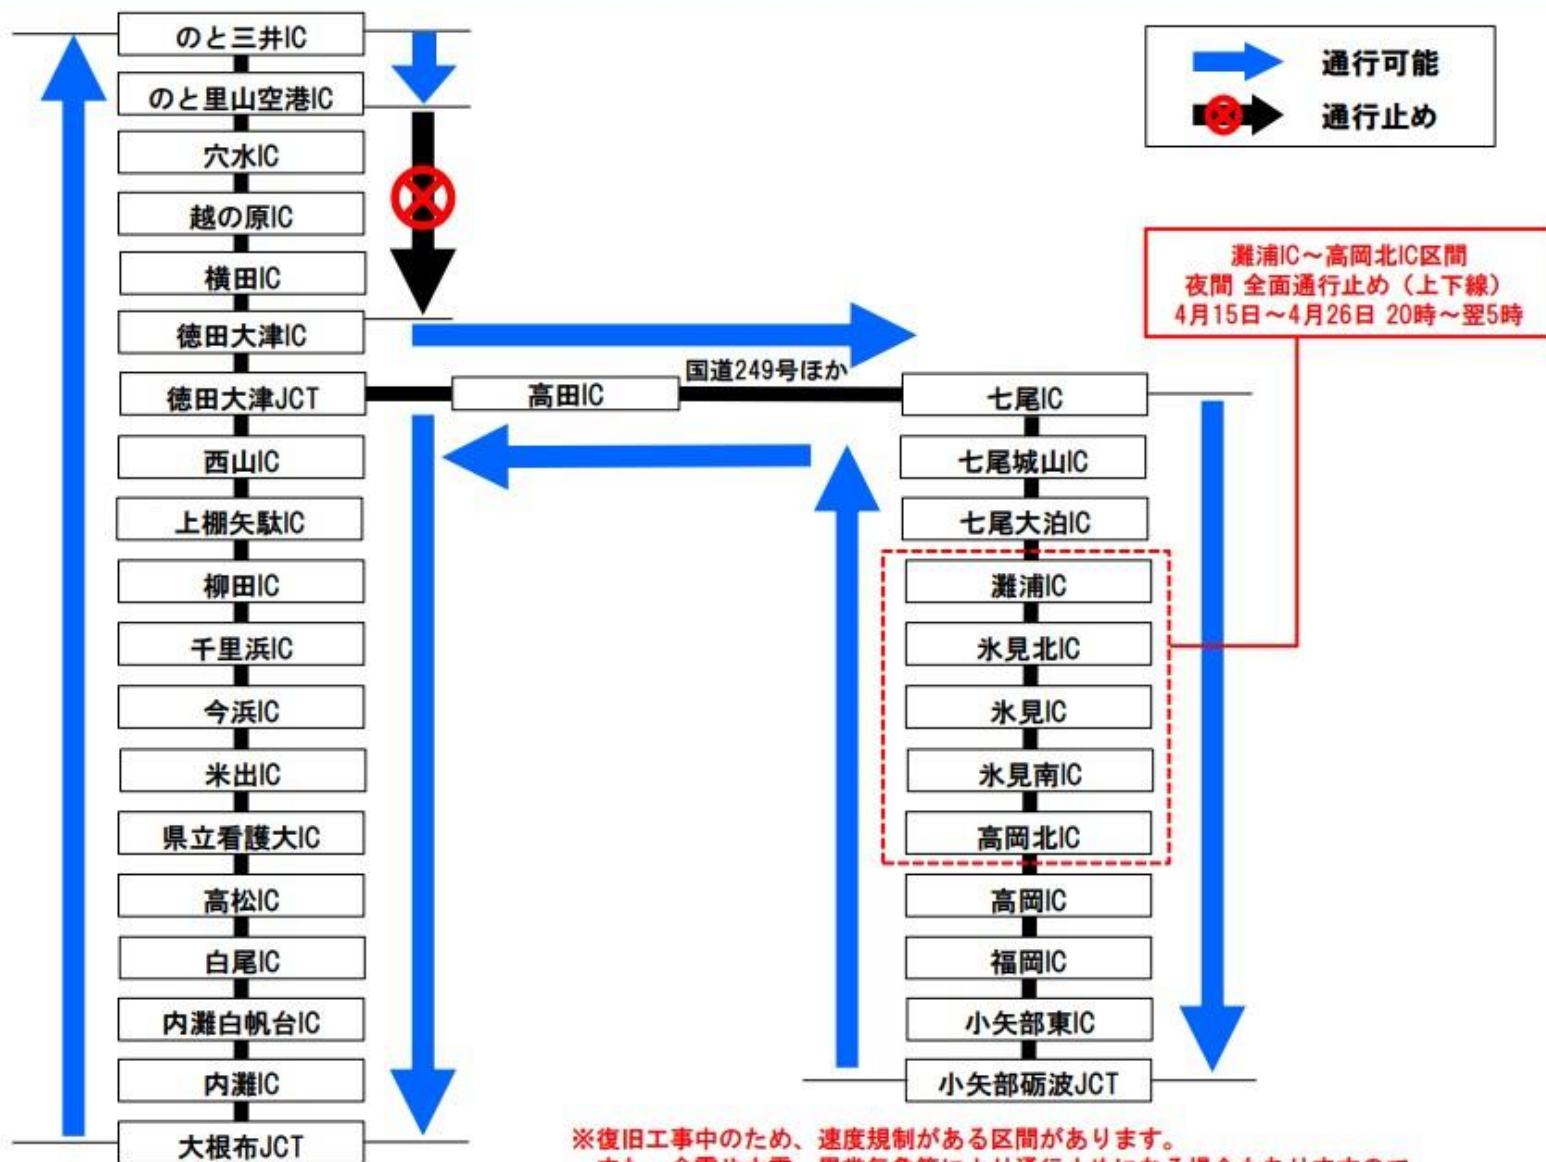 のと三井IC
のと里山空港IC
穴水IC
越の原IC
横田IC
徳田大津IC
徳田大津JCT
西山IC
上棚矢駄IC
柳田IC
千里浜IC
今浜IC
米出IC
県立看護大IC
高松IC
白尾IC
内灘白帆台IC
内灘IC
大根布JCT
高田IC
国道249号ほか
七尾IC
七尾城山IC
七尾大泊IC
灘浦IC
氷見北IC
氷見IC
氷見南IC
高岡北IC
高岡IC
福岡IC
小矢部東IC
小矢部砺波JCT
通行可能
通行止め
灘浦IC～高岡北IC区間
夜間 全面通行止め（上下線）
4月15日～4月26日 20時～翌5時
※復旧工事中のため、速度規制がある区間があります。